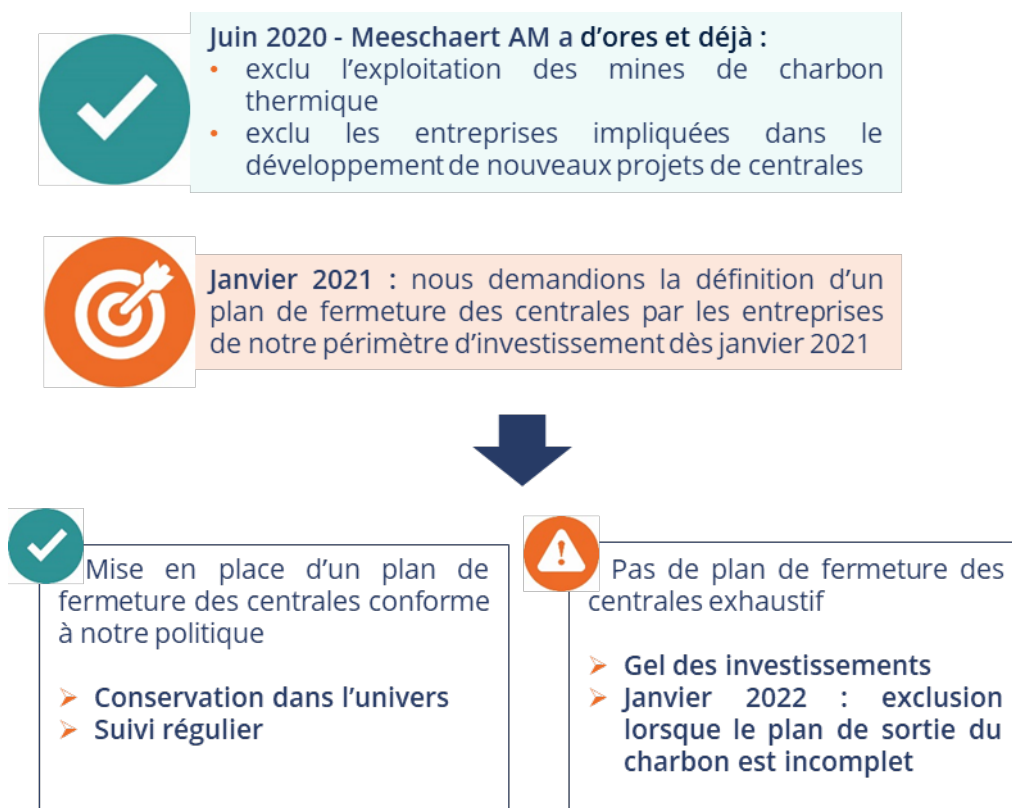 Juin 2020 - Meeschaert AM a d'ores et déjà :
• exclu l'exploitation des mines de charbon
thermique
• exclu les entreprises impliquées dans le
développement de nouveaux projets de centrales
Janvier 2021 : nous demandions la définition d'un
plan de fermeture des centrales par les entreprises
de notre périmètre d'investissement dès janvier 2021
Mise en place d'un plan de
fermeture des centrales conforme
à notre politique
➢ Conservation dans l'univers
➢ Suivi régulier
Pas de plan de fermeture des
centrales exhaustif
➢ Gel des investissements
➢ Janvier 2022 : exclusion
lorsque le plan de sortie du
charbon est incomplet